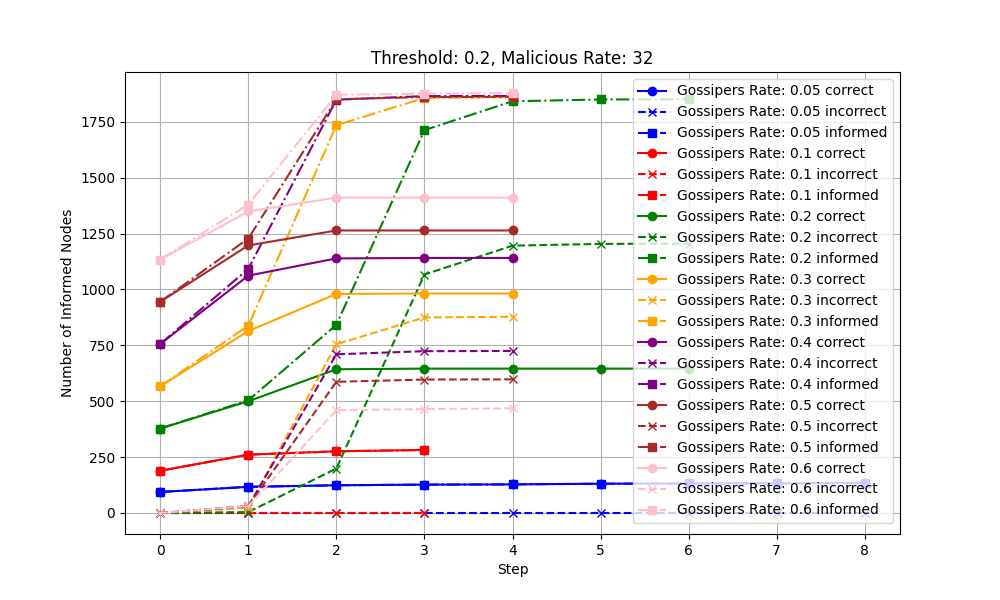 Threshold: 0.2, Malicious Rate: 32
Number of Informed Nodes
1750
1500
1250
1000
750
500
250
0
0 1 2 3 4 5 6 7 8
Step
Gossipers Rate: 0.05 correct
Gossipers Rate: 0.05 incorrect
Gossipers Rate: 0.05 informed
Gossipers Rate: 0.1 correct
Gossipers Rate: 0.1 incorrect
Gossipers Rate: 0.1 informed
Gossipers Rate: 0.2 correct
Gossipers Rate: 0.2 incorrect
Gossipers Rate: 0.2 informed
Gossipers Rate: 0.3 correct
Gossipers Rate: 0.3 incorrect
Gossipers Rate: 0.3 informed
Gossipers Rate: 0.4 correct
Gossipers Rate: 0.4 incorrect
Gossipers Rate: 0.4 informed
Gossipers Rate: 0.5 correct
Gossipers Rate: 0.5 incorrect
Gossipers Rate: 0.5 informed
Gossipers Rate: 0.6 correct
Gossipers Rate: 0.6 incorrect
Gossipers Rate: 0.6 informed